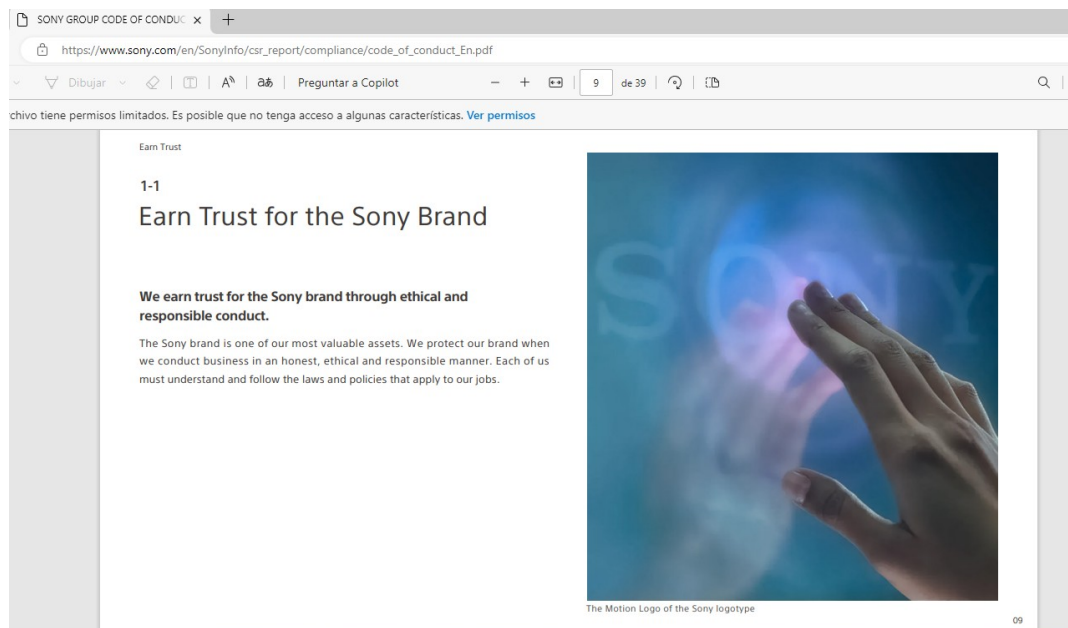 SONY GROUP CODE OF CONDUC
https://www.sony.com/en/SonyInfo/csr_report/compliance/code_of_conduct_En.pdf
Dibujar
Preguntar a Copilot
9 de 39
rchivo tiene permisos limitados. Es posible que no tenga acceso a algunas características. Ver permisos
Earn Trust
1-1
Earn Trust for the Sony Brand
We earn trust for the Sony brand through ethical and
responsible conduct.
The Sony brand is one of our most valuable assets. We protect our brand when
we conduct business in an honest, ethical and responsible manner. Each of us
must understand and follow the laws and policies that apply to our jobs.
SONY
The Motion Logo of the Sony logotype
09